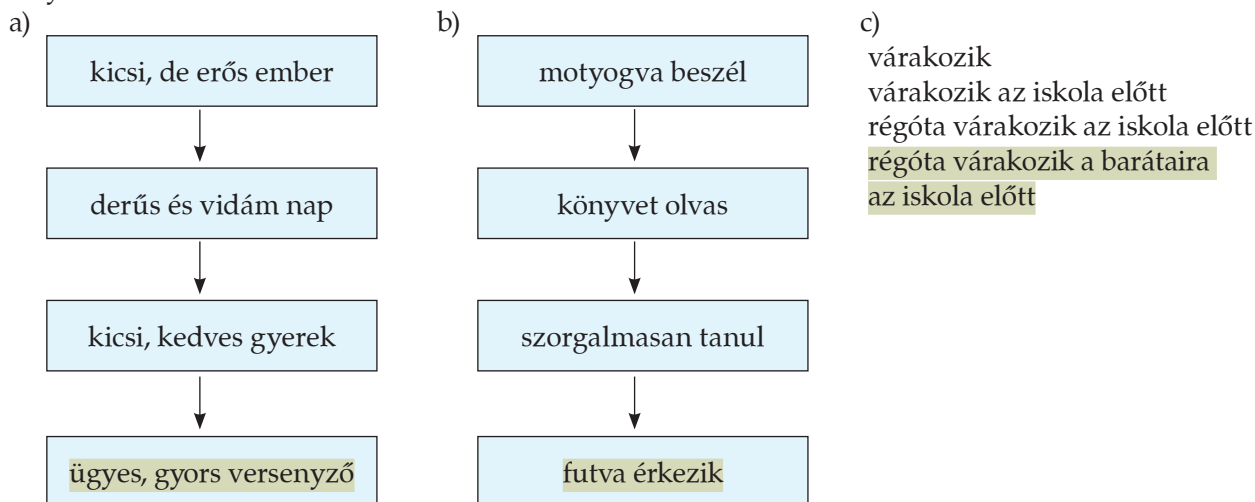 a)
kicsi, de erős ember
derűs és vidám nap
kicsi, kedves gyerek
ügyes, gyors versenyző
b)
motyogva beszél
könyvet olvas
szorgalmasan tanul
futva érkezik
c)
várakozik
várakozik az iskola előtt
régóta várakozik az iskola előtt
régóta várakozik a barátaira
az iskola előtt